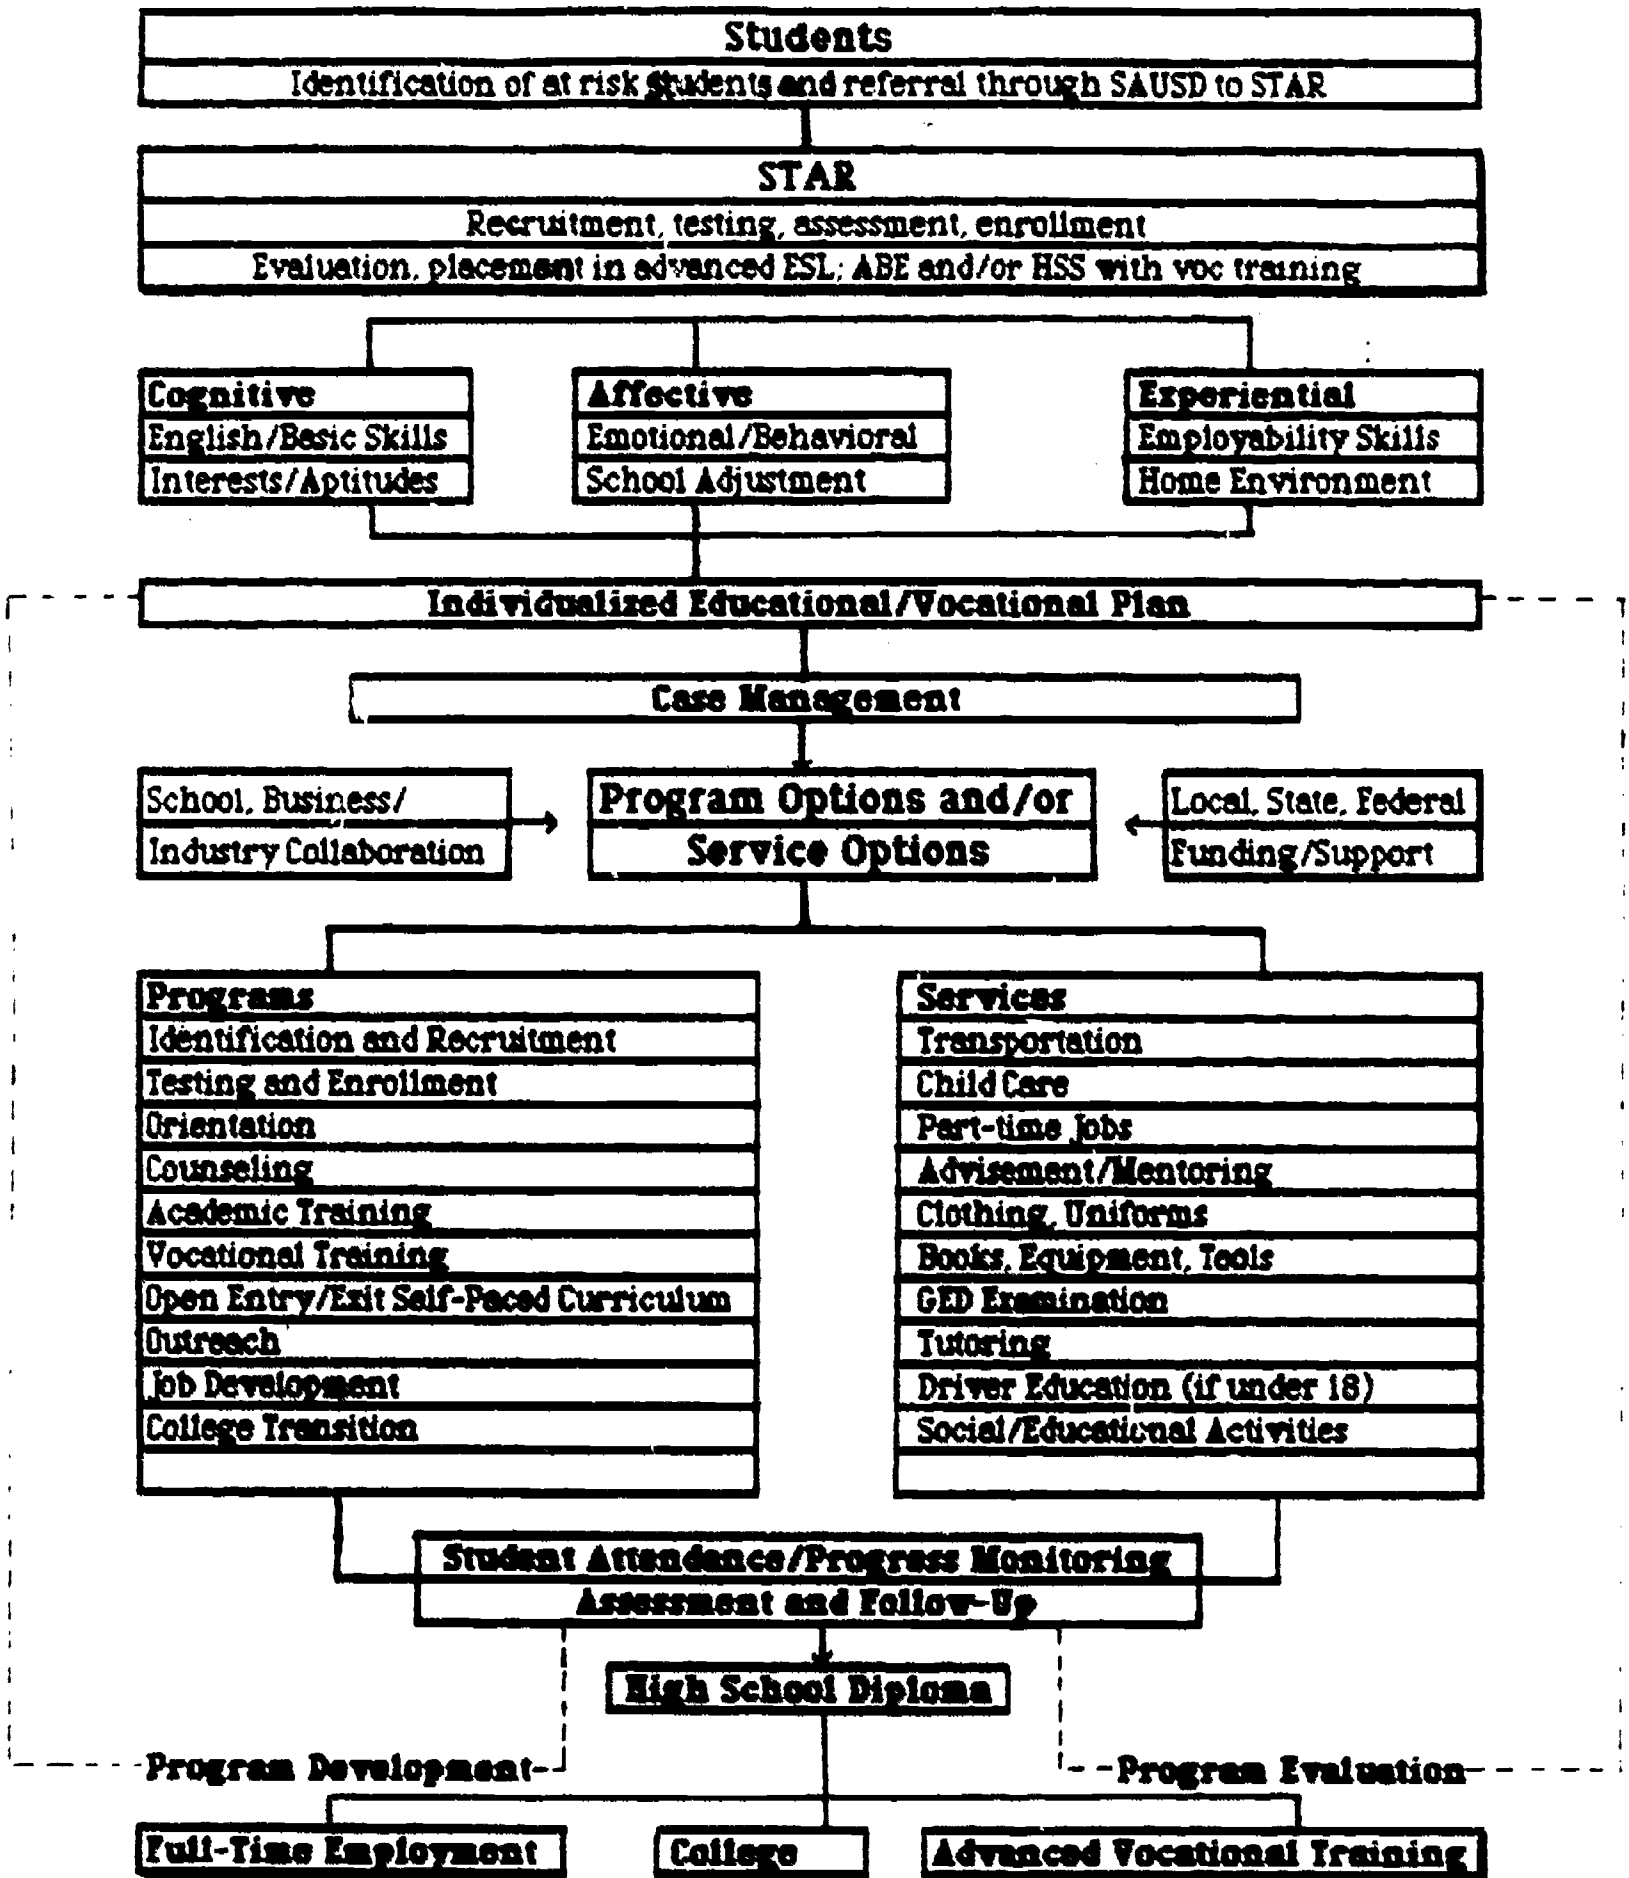 Students
Identification of at risk students and referral through SAUSD to STAR
STAR
Recruitment, testing, assessment, enrollment
Evaluation, placement in advanced ESL; ABE and/or HSS with voc training
Cognitive
English/Basic Skills
Interests/Aptitudes
Affective
Emotional/Behavioral
School Adjustment
Experiential
Employability Skills
Home Environment
Individualized Educational/Vocational Plan
Case Management
School, Business/
Industry Collaboration
Program Options and/or
Service Options
Local, State, Federal
Funding/Support
Programs
Identification and Recruitment
Testing and Enrollment
Orientation
Counseling
Academic Training
Vocational Training
Open Entry/Exit Self-Paced Curriculum
Outreach
Job Development
College Transition
Services
Transportation
Child Care
Part-time Jobs
Advisement/Mentoring
Clothing, Uniforms
Books, Equipment, Tools
GED Examination
Tutoring
Driver Education (if under 18)
Social/Educational Activities
Student Attendance/Progress Monitoring
Assessment and Follow-Up
High School Diploma
Program Development
Program Evaluation
Full-Time Employment
College
Advanced Vocational Training